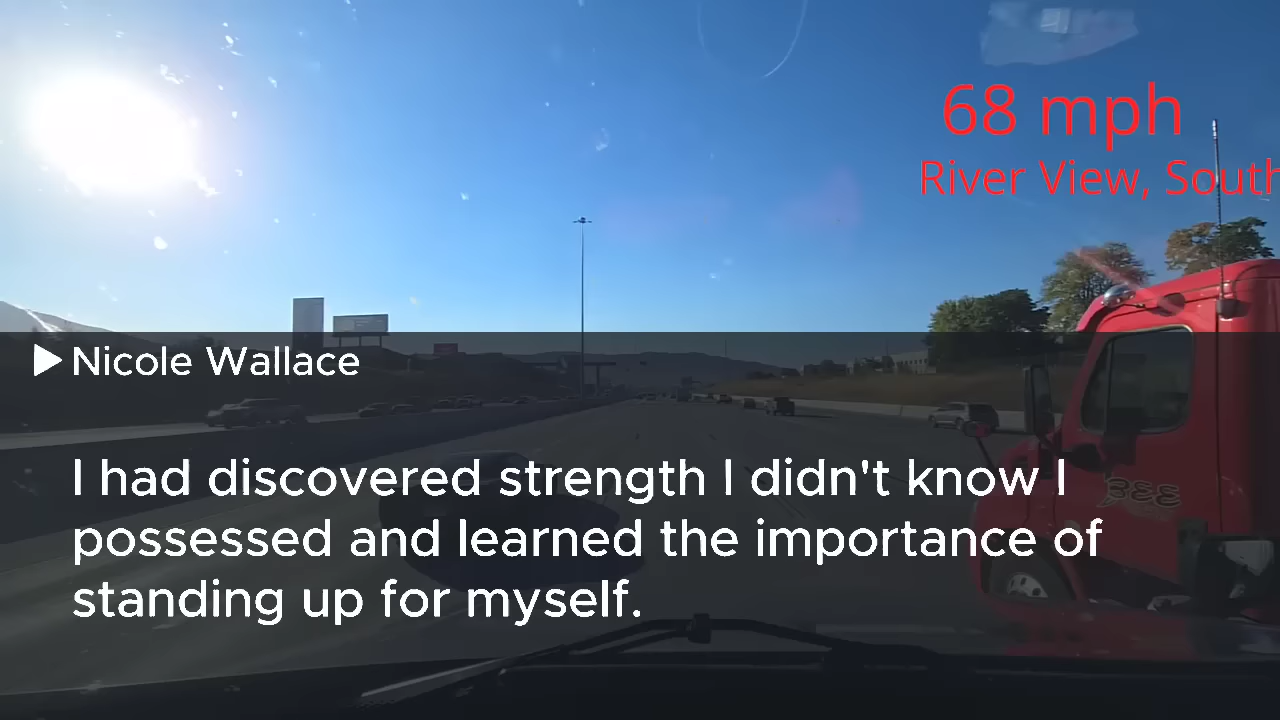 68 mph
River View, South
Nicole Wallace
I had discovered strength I didn't know I
possessed and learned the importance of
standing up for myself.